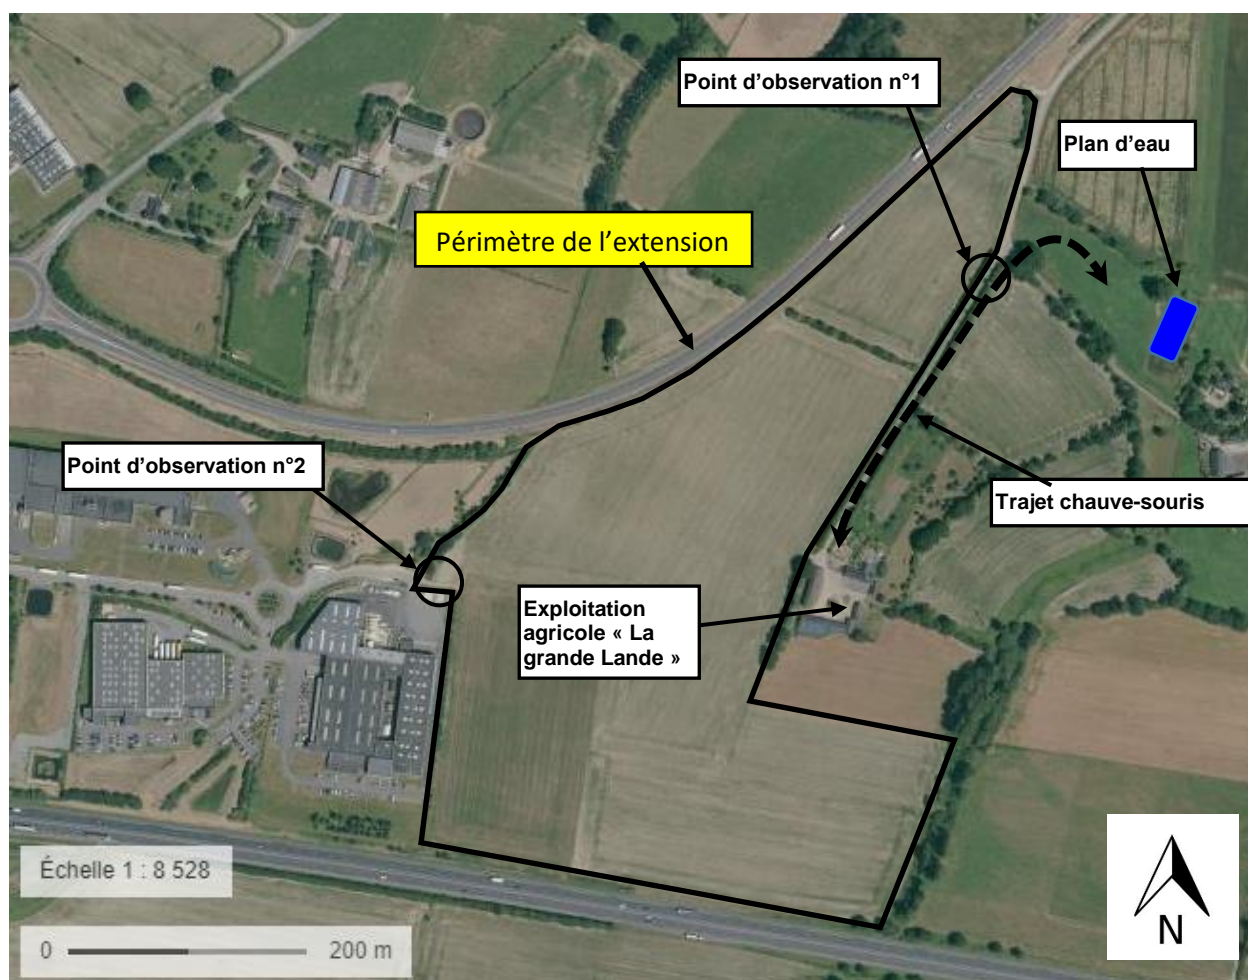 Point d’observation n°1
Plan d’eau
Périmètre de l’extension
Point d’observation n°2
Trajet chauve-souris
Exploitation
agricole « La
grande Lande »
Échelle 1 : 8 528
0 200 m
N